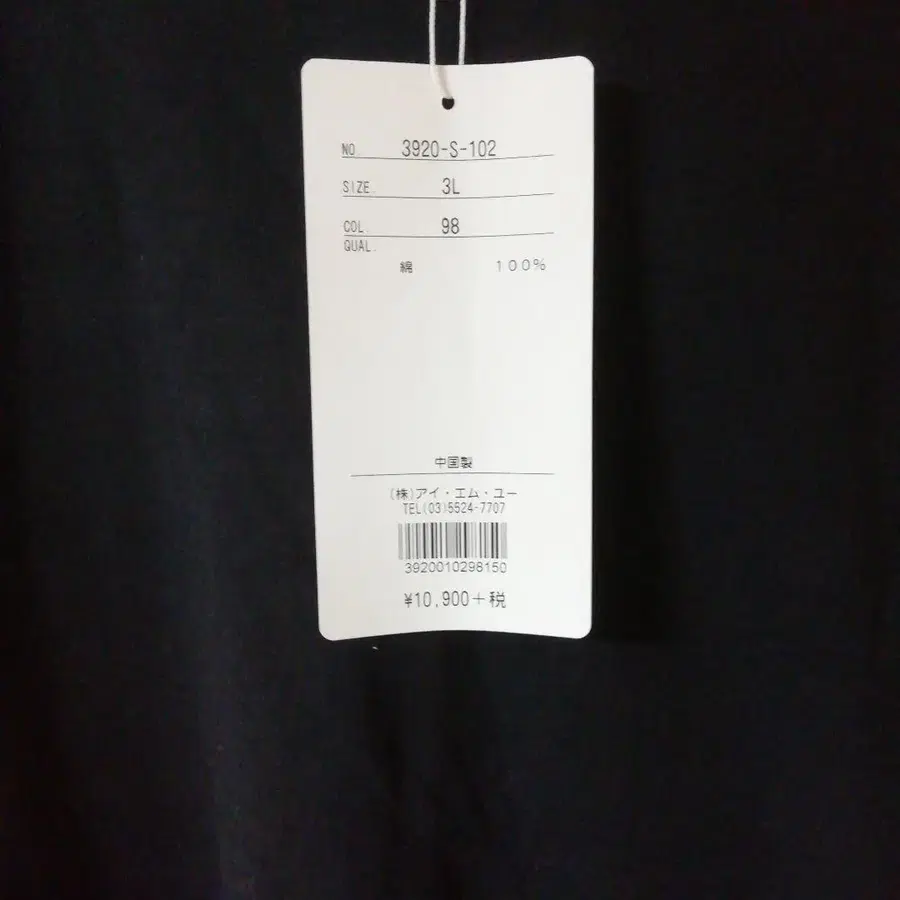 NO. 3920-S-102
SIZE. 3L
COL. 98
QUAL.
綿 100%
中国製
(株)アイ・エム・ユー
TEL(03)5524-7707
3920010298150
¥10,900+税